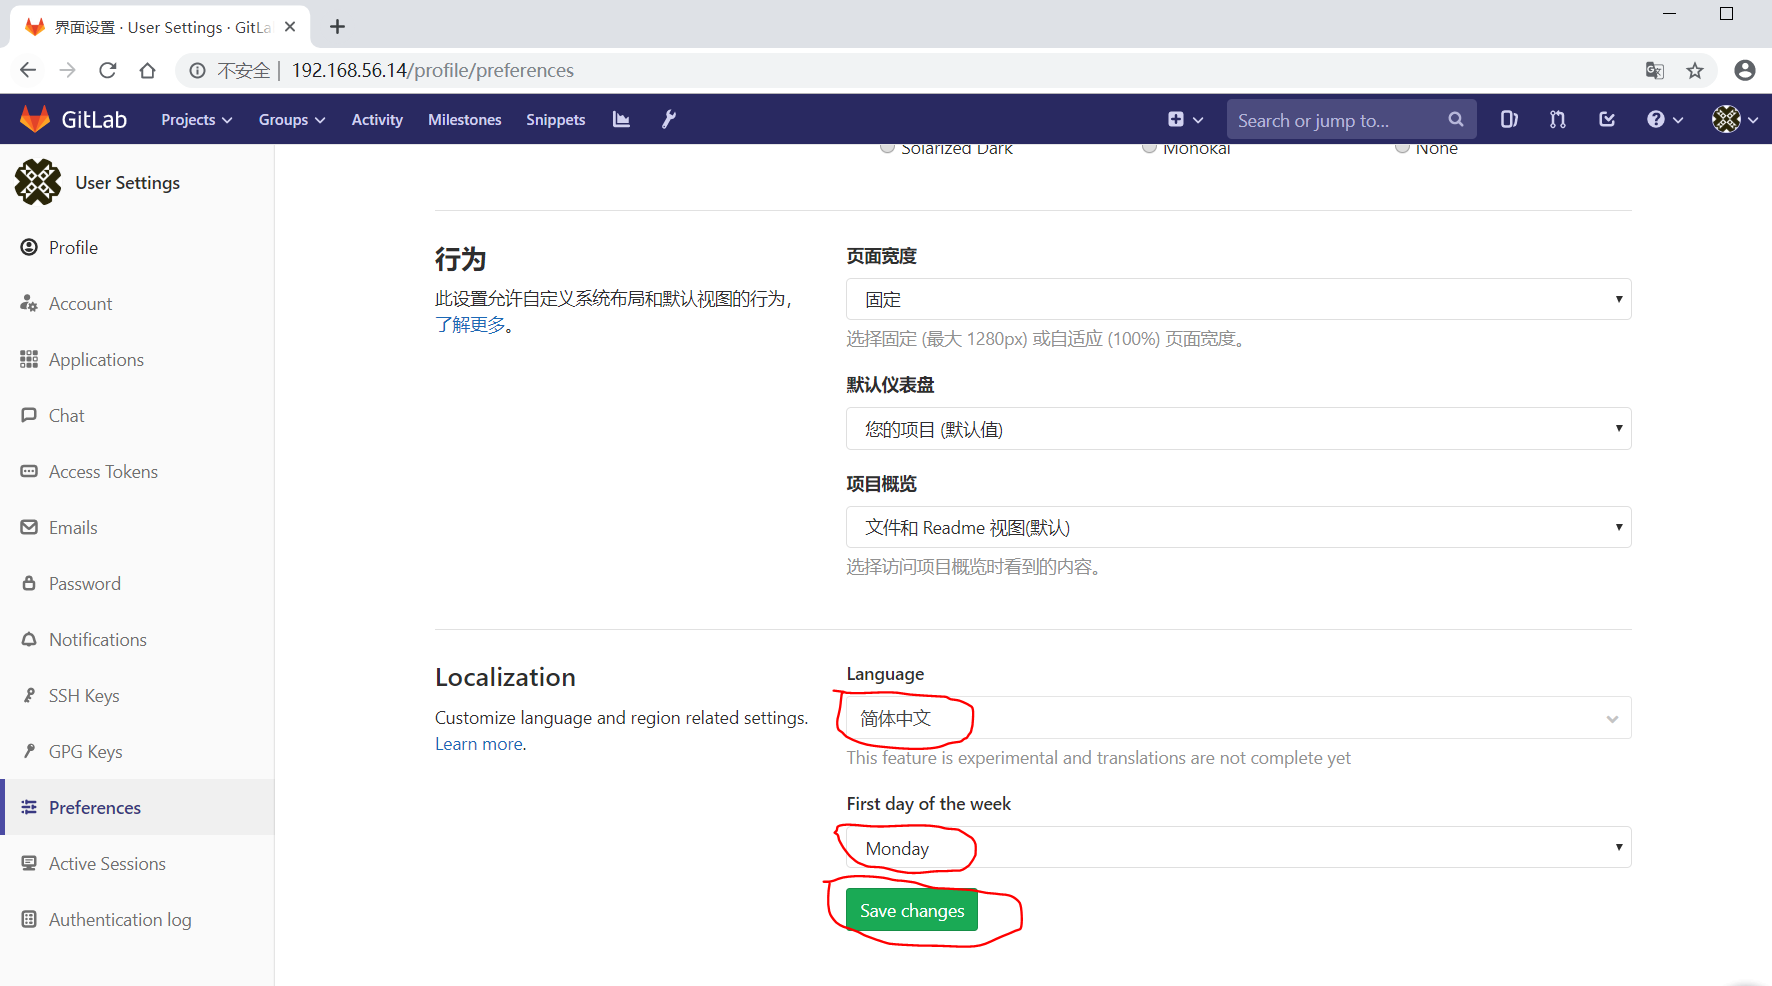 界面设置 · User Settings · GitLa
不安全 | 192.168.56.14/profile/preferences
GitLab Projects Groups Activity Milestones Snippets Search or jump to...
Solarized Dark Monokai None
User Settings
Profile
Account
Applications
Chat
Access Tokens
Emails
Password
Notifications
SSH Keys
GPG Keys
Preferences
Active Sessions
Authentication log
行为
此设置允许自定义系统布局和默认视图的行为，
了解更多。
页面宽度
固定
选择固定 (最大 1280px) 或自适应 (100%) 页面宽度。
默认仪表盘
您的项目 (默认值)
项目概览
文件和 Readme 视图(默认)
选择访问项目概览时看到的内容。
Localization
Customize language and region related settings.
Learn more.
Language
简体中文
This feature is experimental and translations are not complete yet
First day of the week
Monday
Save changes